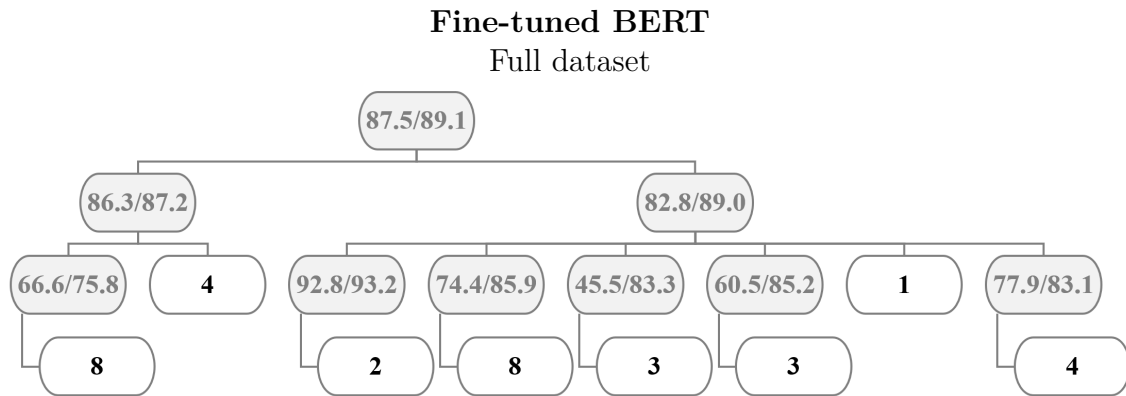 Fine-tuned BERT
Full dataset
87.5/89.1
86.3/87.2 82.8/89.0
66.6/75.8 4 92.8/93.2 74.4/85.9 45.5/83.3 60.5/85.2 1 77.9/83.1
8 2 8 3 3 4